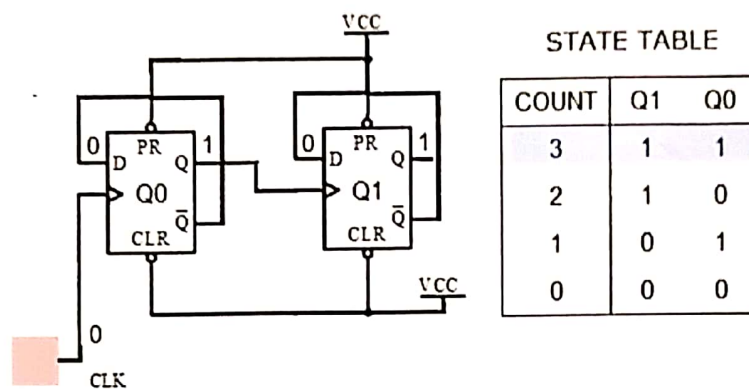 VCC
STATE TABLE
COUNT Q1 Q0
3 1 1
2 1 0
1 0 1
0 0 0
0 PR 1 0 PR 1
D Q D Q
Q0 Q1
Q̅ Q̅
CLR CLR
VCC
0
CLK